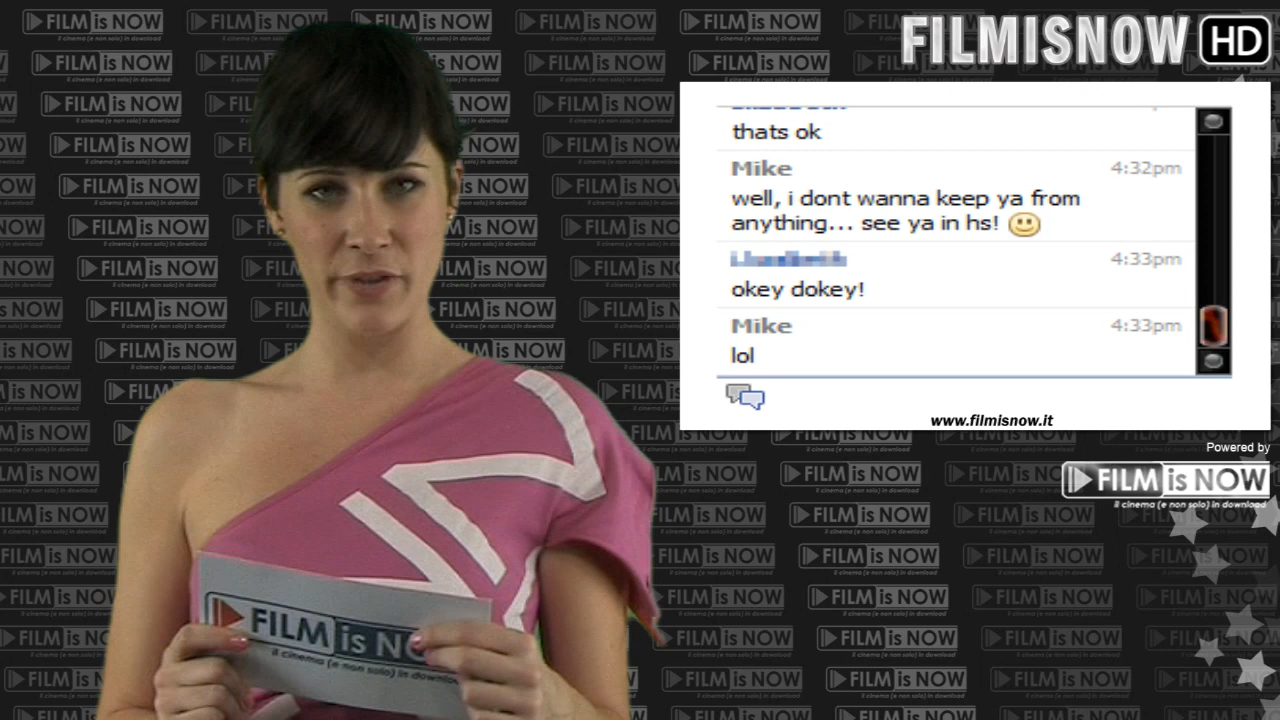 FILMISNOW HD
thats ok
Mike 4:32pm
well, i dont wanna keep ya from
anything... see ya in hs!
4:33pm
okey dokey!
Mike 4:33pm
lol
www.filmisnow.it
Powered by
FILM is NOW
il cinema (e non solo) in download
FILM is NOW
il cinema (e non solo) in download